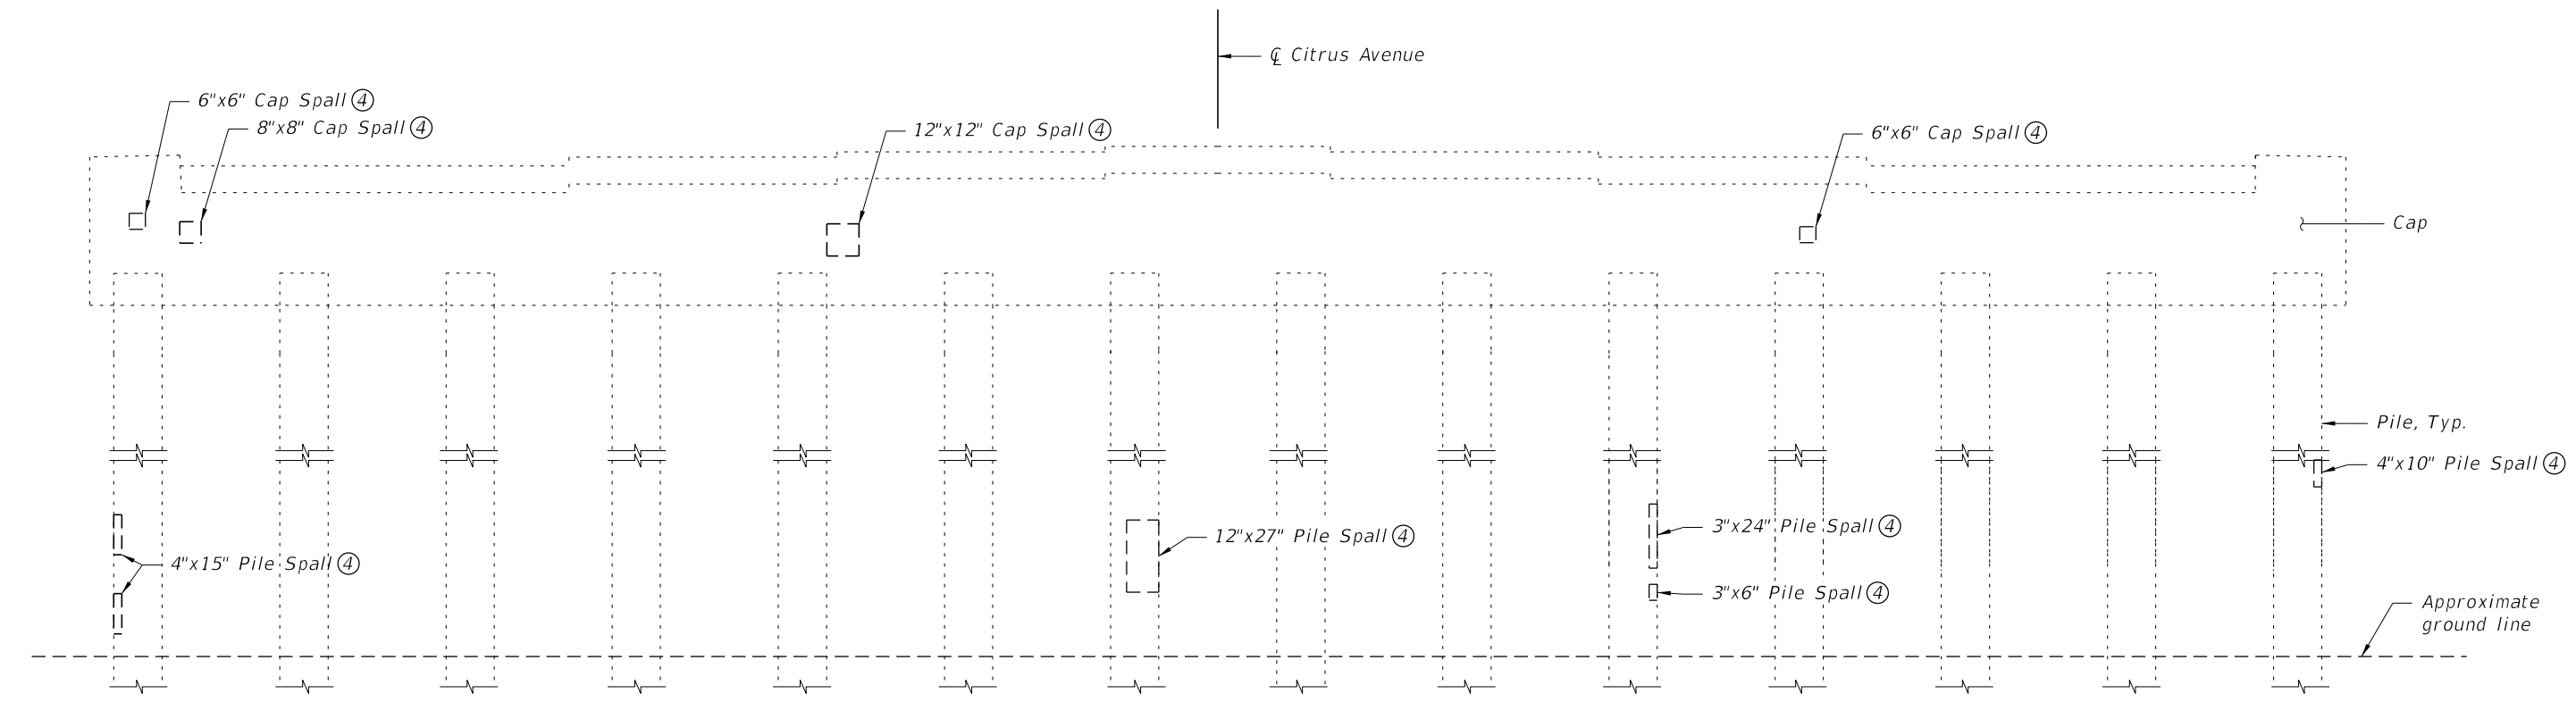 ℄ Citrus Avenue
6"x6" Cap Spall ④
8"x8" Cap Spall ④
12"x12" Cap Spall ④
6"x6" Cap Spall ④
Cap
Pile, Typ.
4"x10" Pile Spall ④
3"x24" Pile Spall ④
12"x27" Pile Spall ④
4"x15" Pile Spall ④
3"x6" Pile Spall ④
Approximate
ground line